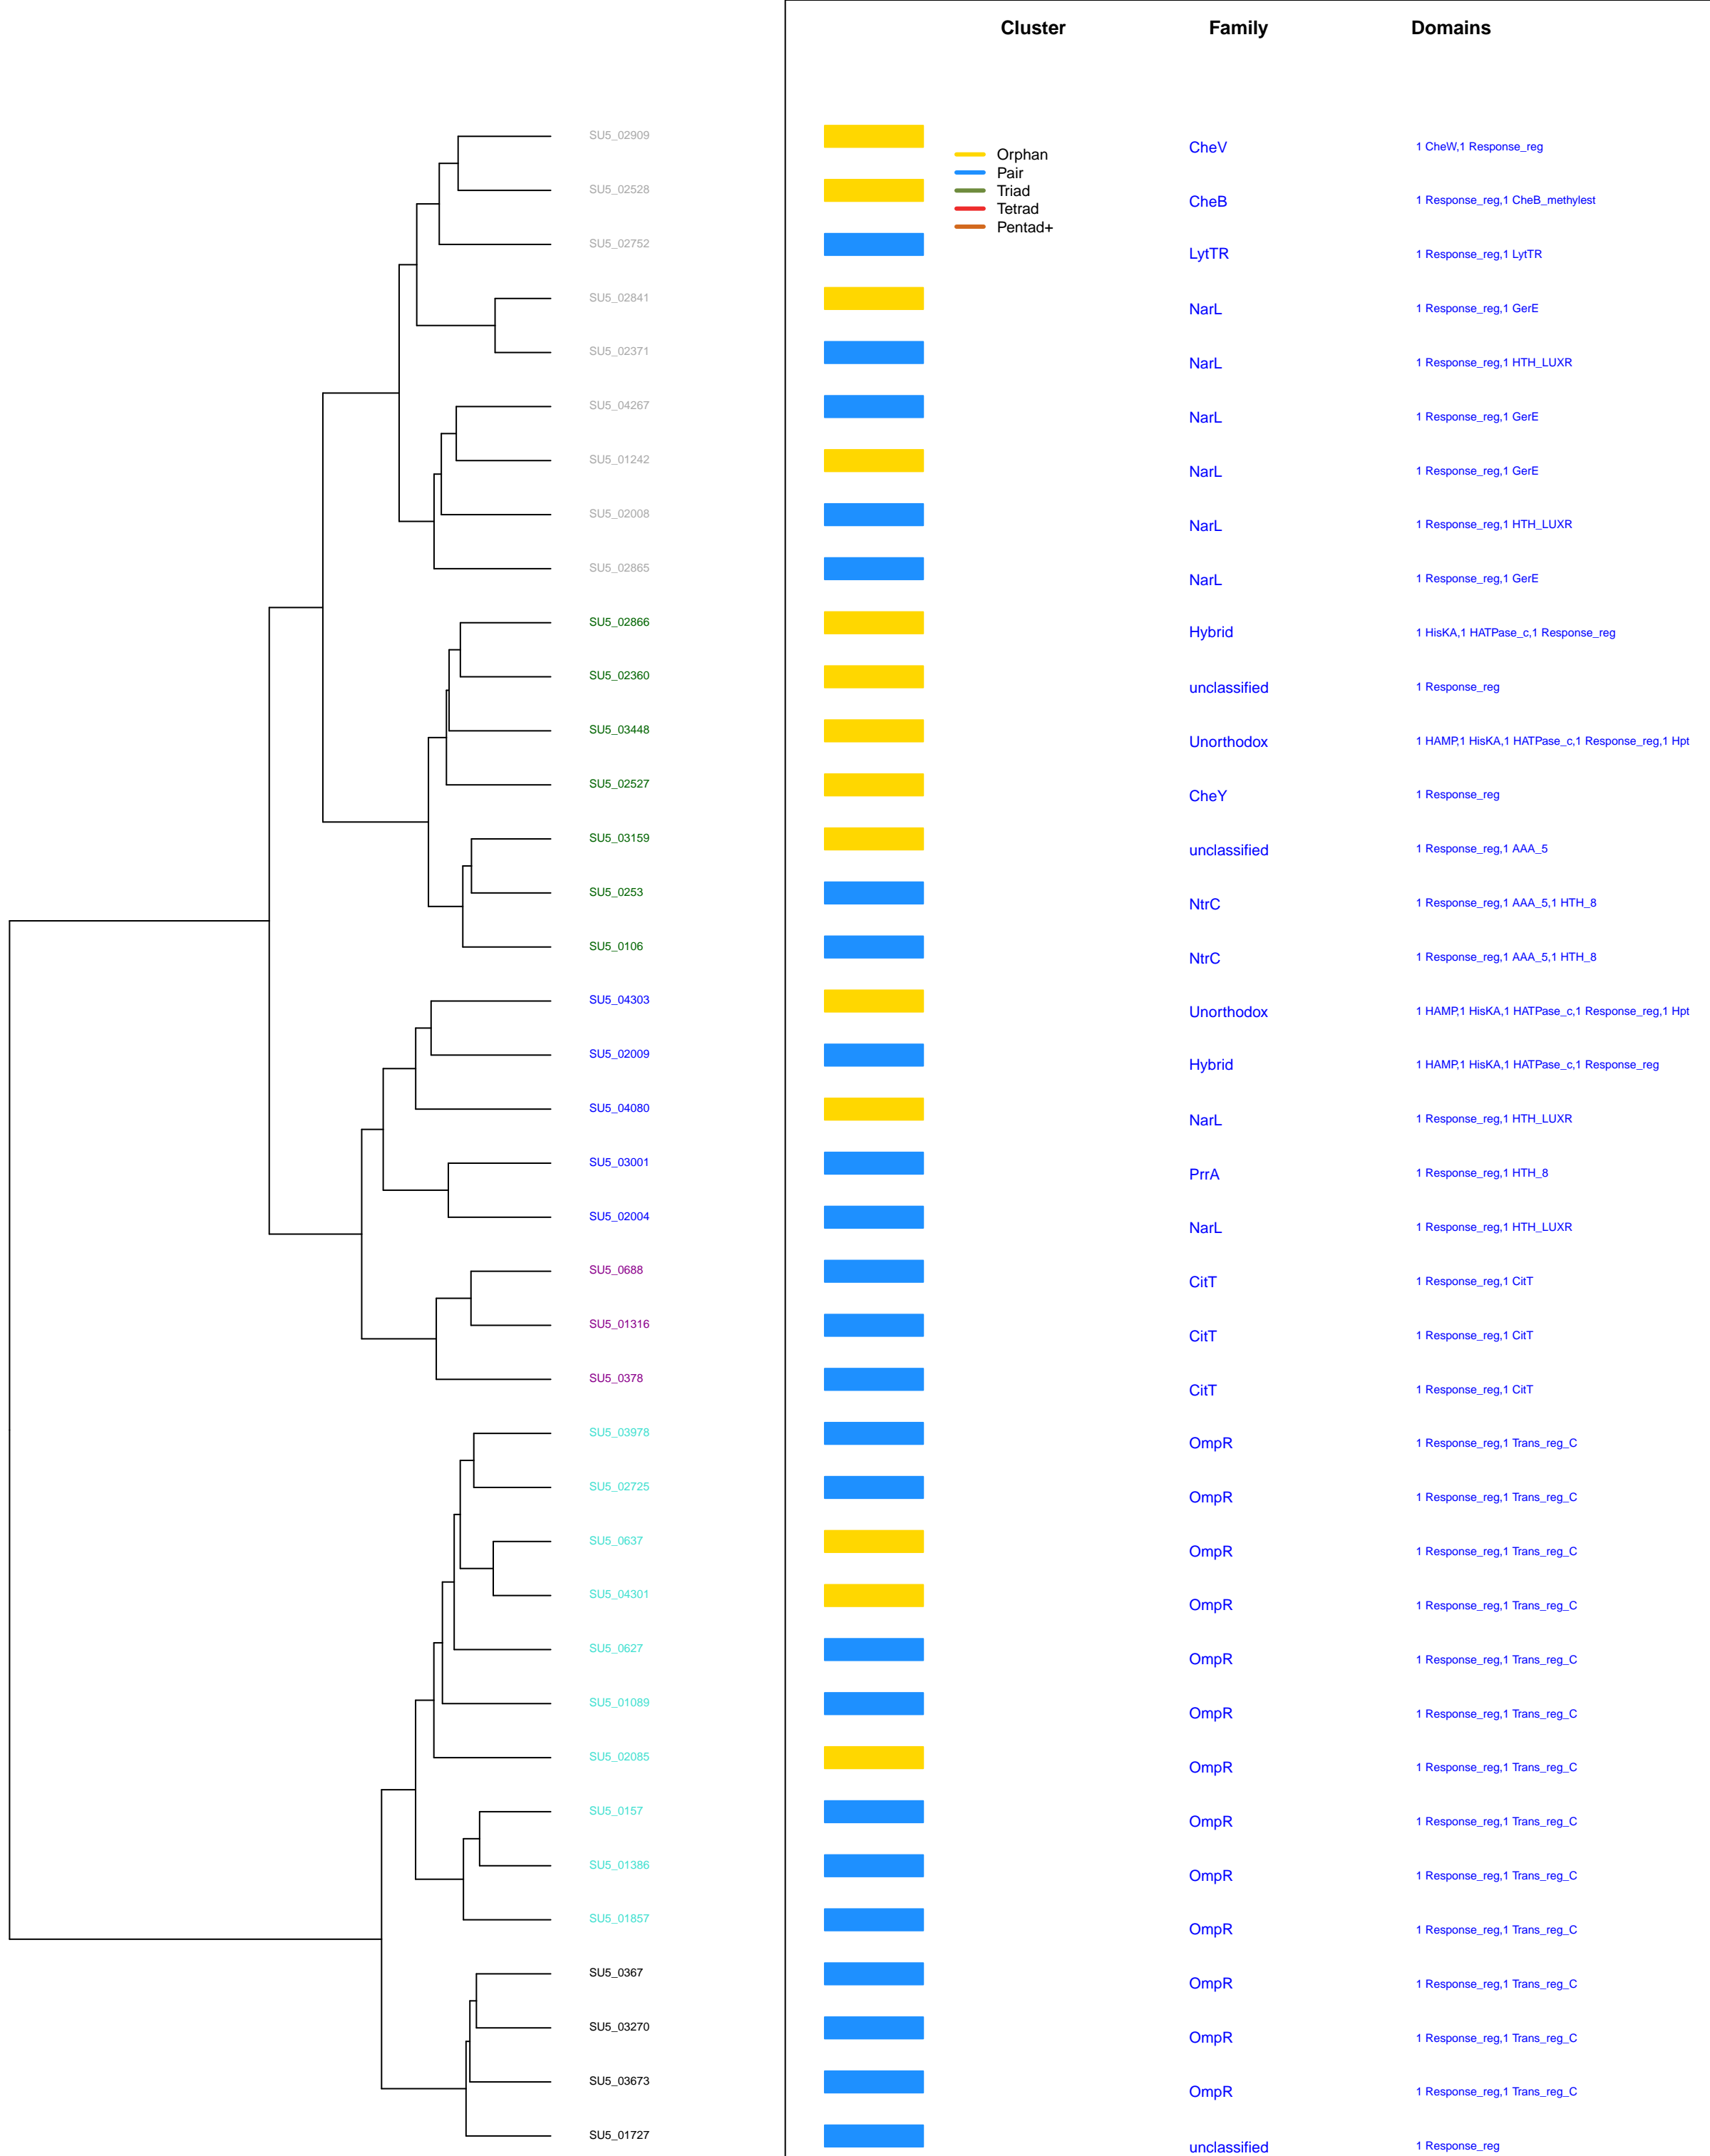 Cluster Family Domains
SU5_02909 CheV 1 CheW,1 Response_reg
Orphan
Pair
SU5_02528 Triad CheB 1 Response_reg,1 CheB_methylest
Tetrad
Pentad+
SU5_02752 LytTR 1 Response_reg,1 LytTR
SU5_02841 NarL 1 Response_reg,1 GerE
SU5_02371 NarL 1 Response_reg,1 HTH_LUXR
SU5_04267 NarL 1 Response_reg,1 GerE
SU5_01242 NarL 1 Response_reg,1 GerE
SU5_02008 NarL 1 Response_reg,1 HTH_LUXR
SU5_02865 NarL 1 Response_reg,1 GerE
SU5_02866 Hybrid 1 HisKA,1 HATPase_c,1 Response_reg
SU5_02360 unclassified 1 Response_reg
SU5_03448 Unorthodox 1 HAMP,1 HisKA,1 HATPase_c,1 Response_reg,1 Hpt
SU5_02527 CheY 1 Response_reg
SU5_03159 unclassified 1 Response_reg,1 AAA_5
SU5_0253 NtrC 1 Response_reg,1 AAA_5,1 HTH_8
SU5_0106 NtrC 1 Response_reg,1 AAA_5,1 HTH_8
SU5_04303 Unorthodox 1 HAMP,1 HisKA,1 HATPase_c,1 Response_reg,1 Hpt
SU5_02009 Hybrid 1 HAMP,1 HisKA,1 HATPase_c,1 Response_reg
SU5_04080 NarL 1 Response_reg,1 HTH_LUXR
SU5_03001 PrrA 1 Response_reg,1 HTH_8
SU5_02004 NarL 1 Response_reg,1 HTH_LUXR
SU5_0688 CitT 1 Response_reg,1 CitT
SU5_01316 CitT 1 Response_reg,1 CitT
SU5_0378 CitT 1 Response_reg,1 CitT
SU5_03978 OmpR 1 Response_reg,1 Trans_reg_C
SU5_02725 OmpR 1 Response_reg,1 Trans_reg_C
SU5_0637 OmpR 1 Response_reg,1 Trans_reg_C
SU5_04301 OmpR 1 Response_reg,1 Trans_reg_C
SU5_0627 OmpR 1 Response_reg,1 Trans_reg_C
SU5_01089 OmpR 1 Response_reg,1 Trans_reg_C
SU5_02085 OmpR 1 Response_reg,1 Trans_reg_C
SU5_0157 OmpR 1 Response_reg,1 Trans_reg_C
SU5_01386 OmpR 1 Response_reg,1 Trans_reg_C
SU5_01857 OmpR 1 Response_reg,1 Trans_reg_C
SU5_0367 OmpR 1 Response_reg,1 Trans_reg_C
SU5_03270 OmpR 1 Response_reg,1 Trans_reg_C
SU5_03673 OmpR 1 Response_reg,1 Trans_reg_C
SU5_01727 unclassified 1 Response_reg